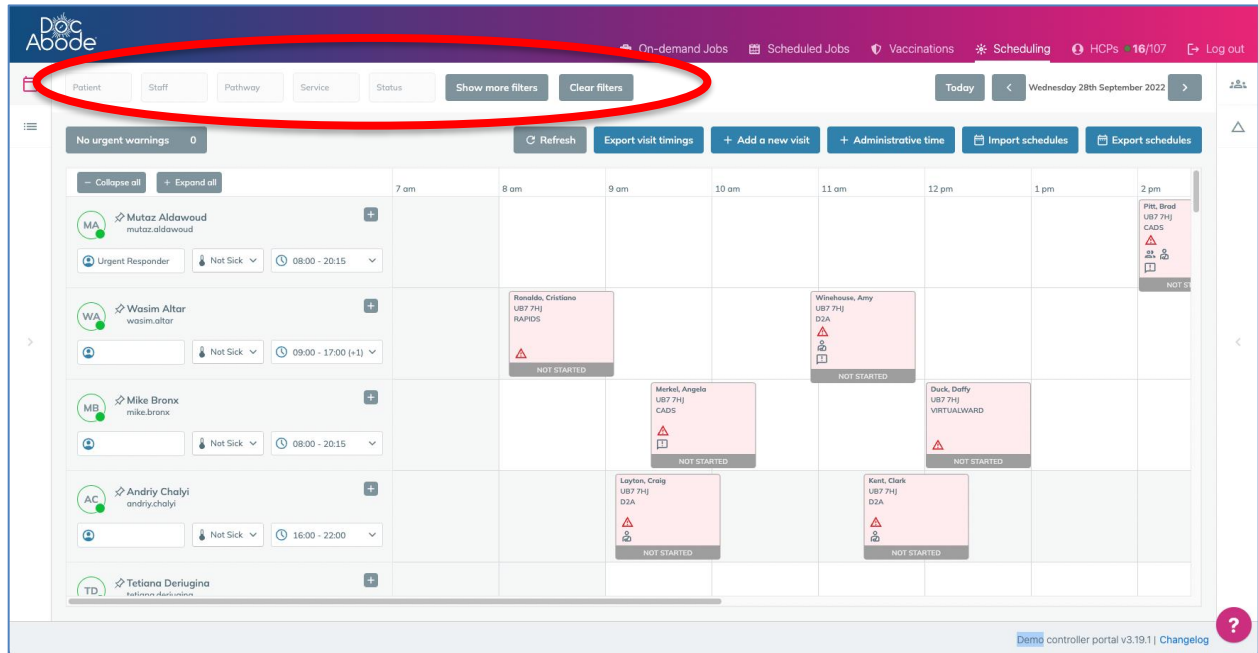 Doc
Abode
On-demand Jobs Scheduled Jobs Vaccinations Scheduling HCPs 16/107 Log out
Patient Staff Pathway Service Status Show more filters Clear filters Today < Wednesday 28th September 2022 >
No urgent warnings 0 Refresh Export visit timings + Add a new visit + Administrative time Import schedules Export schedules
− Collapse all + Expand all 7 am 8 am 9 am 10 am 11 am 12 pm 1 pm 2 pm
MA Mutaz Aldawoud +
mutaz.aldawoud
Urgent Responder Not Sick 08:00 - 20:15
Pitt, Brad
UB7 7HJ
CADS
NOT ST
WA Wasim Altar +
wasim.altar
Not Sick 09:00 - 17:00 (+1)
Ronaldo, Cristiano
UB7 7HJ
RAPIDS
NOT STARTED
Winehouse, Amy
UB7 7HJ
D2A
NOT STARTED
MB Mike Bronx +
mike.bronx
Not Sick 08:00 - 20:15
Merkel, Angela
UB7 7HJ
CADS
NOT STARTED
Duck, Daffy
UB7 7HJ
VIRTUALWARD
NOT STARTED
AC Andriy Chalyi +
andriy.chalyi
Not Sick 16:00 - 22:00
Layton, Craig
UB7 7HJ
D2A
NOT STARTED
Kent, Clark
UB7 7HJ
D2A
NOT STARTED
TD Tetiana Deriugina +
tetiana.deriugina
?
Demo controller portal v3.19.1 | Changelog